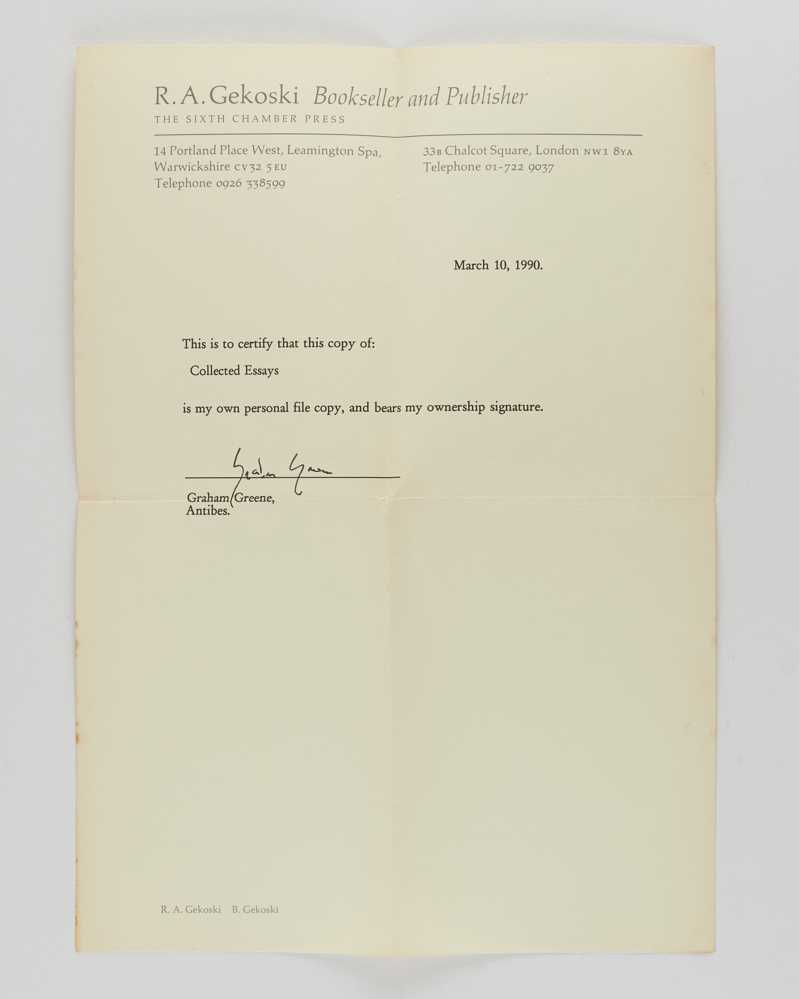 R. A. Gekoski Bookseller and Publisher
THE SIXTH CHAMBER PRESS
14 Portland Place West, Leamington Spa,
Warwickshire CV32 5EU
Telephone 0926 338599
33B Chalcot Square, London NW1 8YA
Telephone 01-722 9037
March 10, 1990.
This is to certify that this copy of:
Collected Essays
is my own personal file copy, and bears my ownership signature.
Graham Greene
Graham Greene,
Antibes.
R. A. Gekoski B. Gekoski